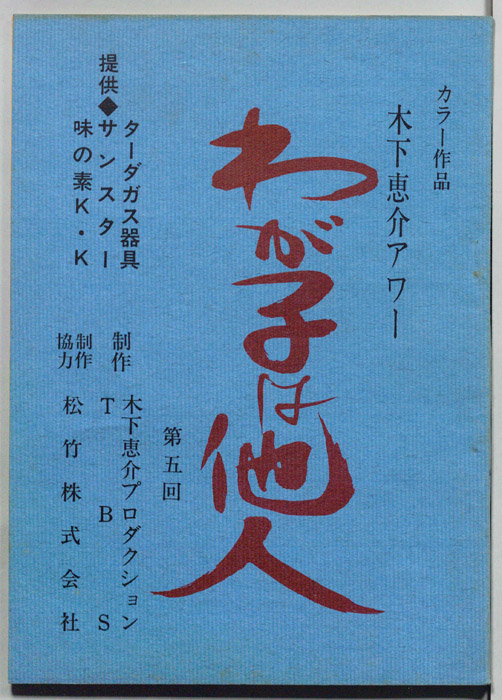 カラー作品
木下恵介アワー
わが子は他人
第五回
提供◆サンスター
ターダガス器具
味の素K・K
制作
木下恵介プロダクション
TBS
制作協力
松竹株式会社